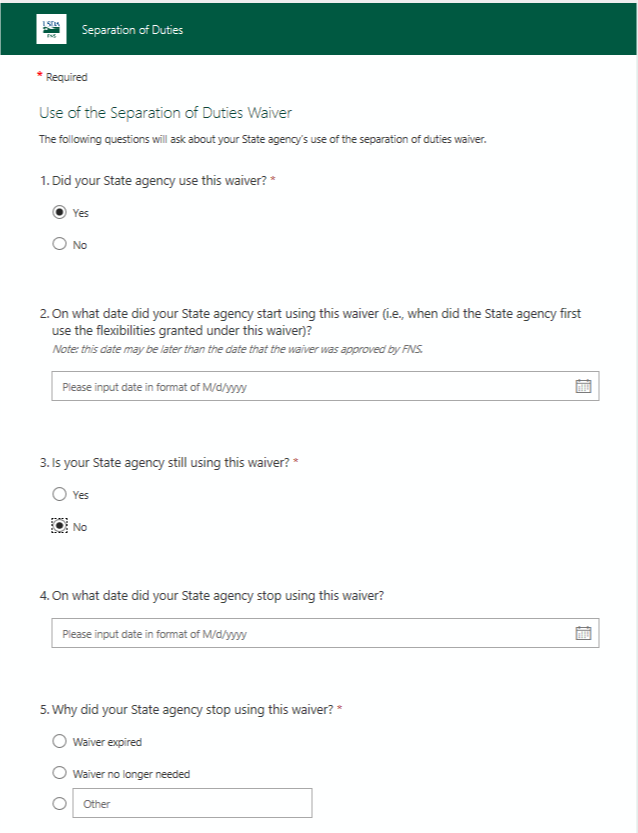 USDA
FNS
Separation of Duties
* Required
Use of the Separation of Duties Waiver
The following questions will ask about your State agency's use of the separation of duties waiver.
1. Did your State agency use this waiver? *
Yes
No
2. On what date did your State agency start using this waiver (i.e., when did the State agency first
use the flexibilities granted under this waiver)?
Note: this date may be later than the date that the waiver was approved by FNS.
Please input date in format of M/d/yyyy
3. Is your State agency still using this waiver? *
Yes
No
4. On what date did your State agency stop using this waiver?
Please input date in format of M/d/yyyy
5. Why did your State agency stop using this waiver? *
Waiver expired
Waiver no longer needed
Other